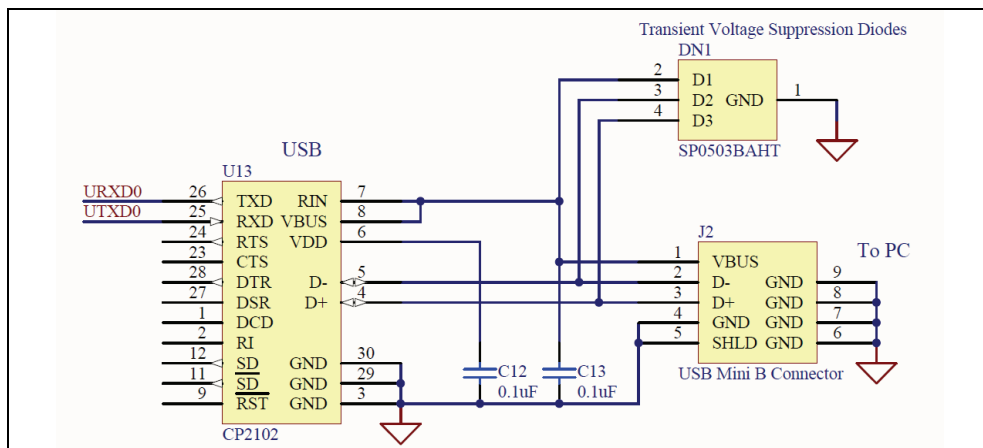 Transient Voltage Suppression Diodes
DN1
2 D1
3 D2 GND 1
4 D3
SP0503BAHT
USB
U13
URXD0 26 TXD RIN 7
UTXD0 25 RXD VBUS 8
24 RTS VDD 6
23 CTS
28 DTR D- 5
27 DSR D+ 4
1 DCD
2 RI
12 SD GND 30
11 SD GND 29
9 RST GND 3
CP2102
C12
0.1uF
C13
0.1uF
J2
To PC
1 VBUS
2 D- GND 9
3 D+ GND 8
4 GND GND 7
5 SHLD GND 6
USB Mini B Connector